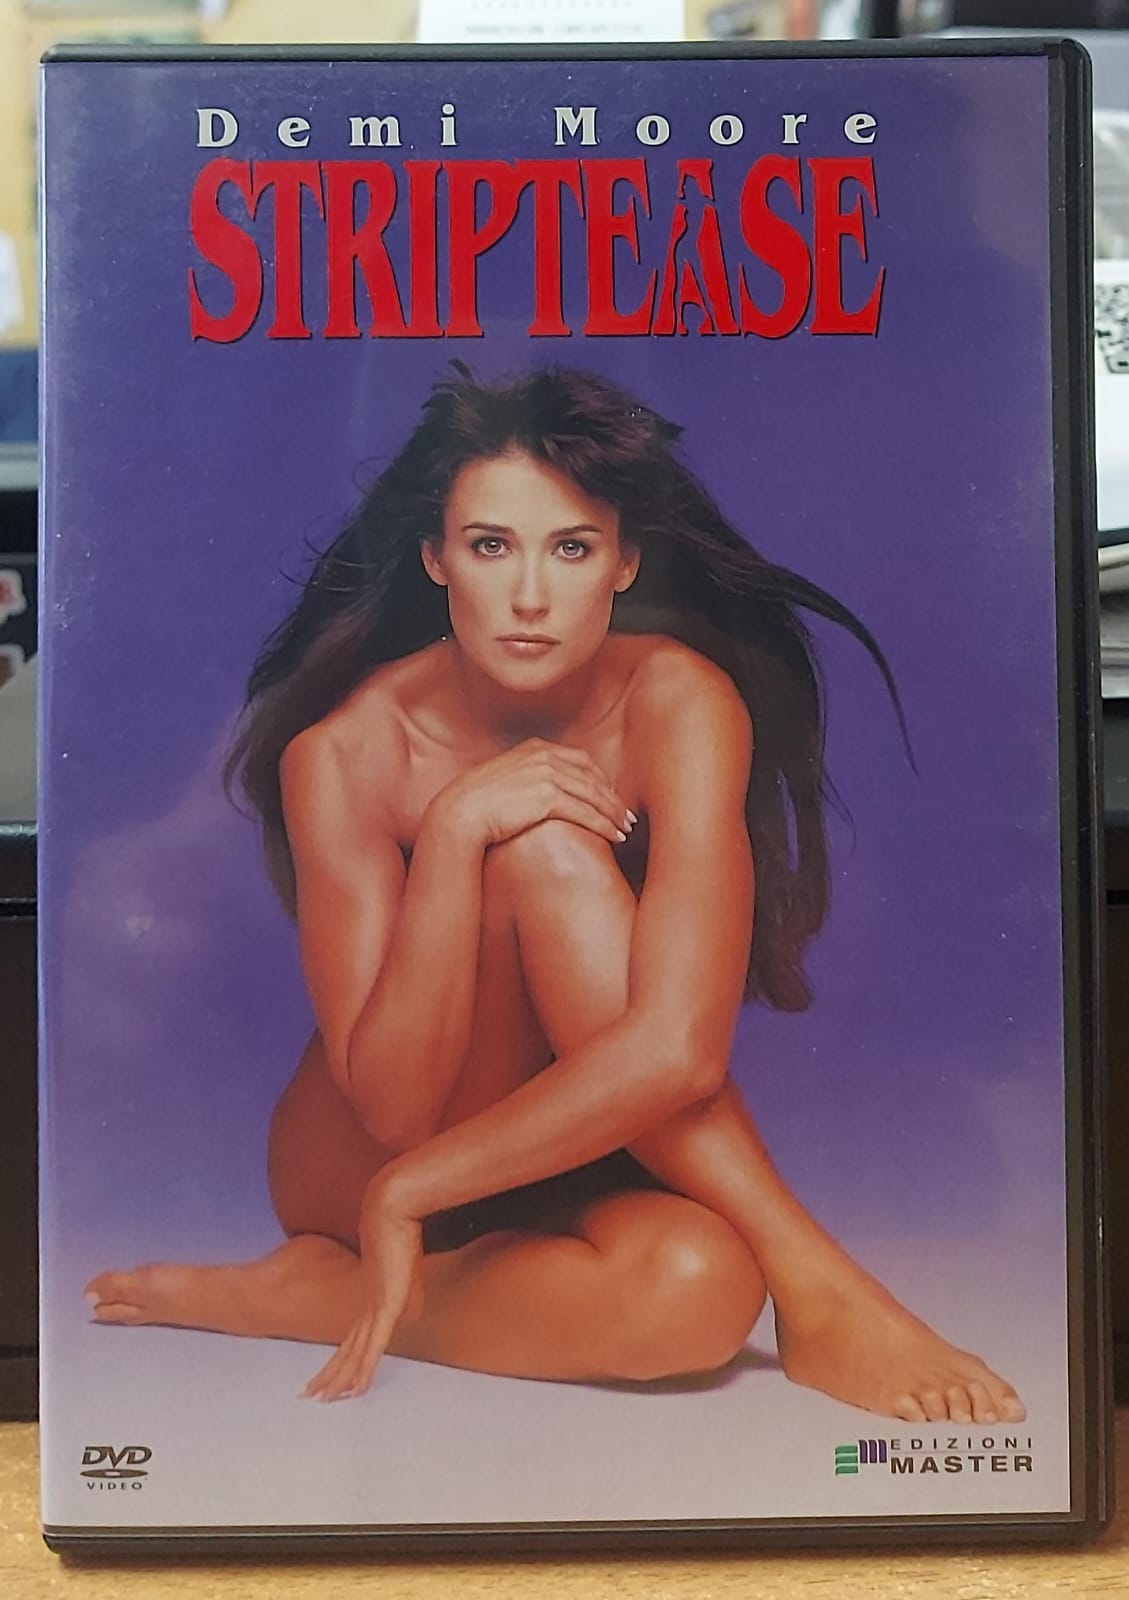 Demi Moore
STRIPTEASE
DVD
VIDEO
EDIZIONI
MASTER